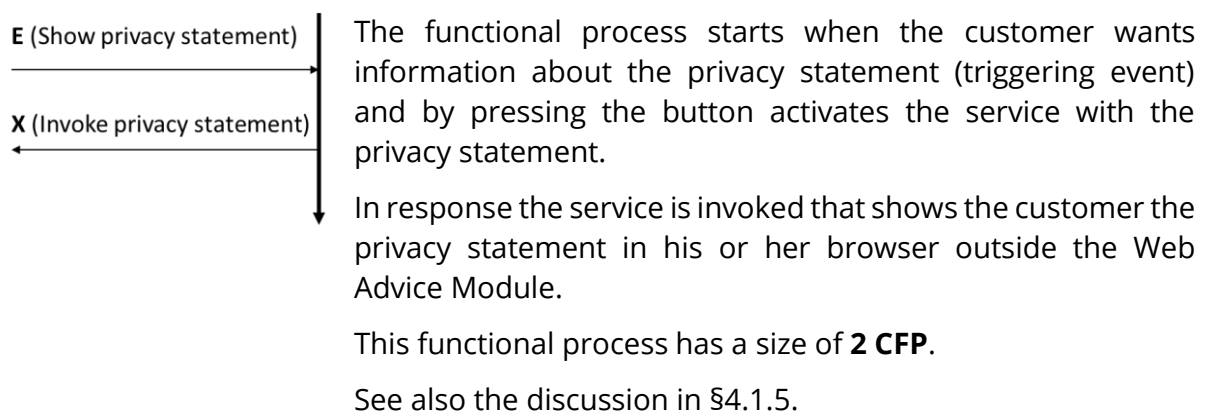 E (Show privacy statement)
X (Invoke privacy statement)
The functional process starts when the customer wants
information about the privacy statement (triggering event)
and by pressing the button activates the service with the
privacy statement.
In response the service is invoked that shows the customer the
privacy statement in his or her browser outside the Web
Advice Module.
This functional process has a size of 2 CFP.
See also the discussion in §4.1.5.